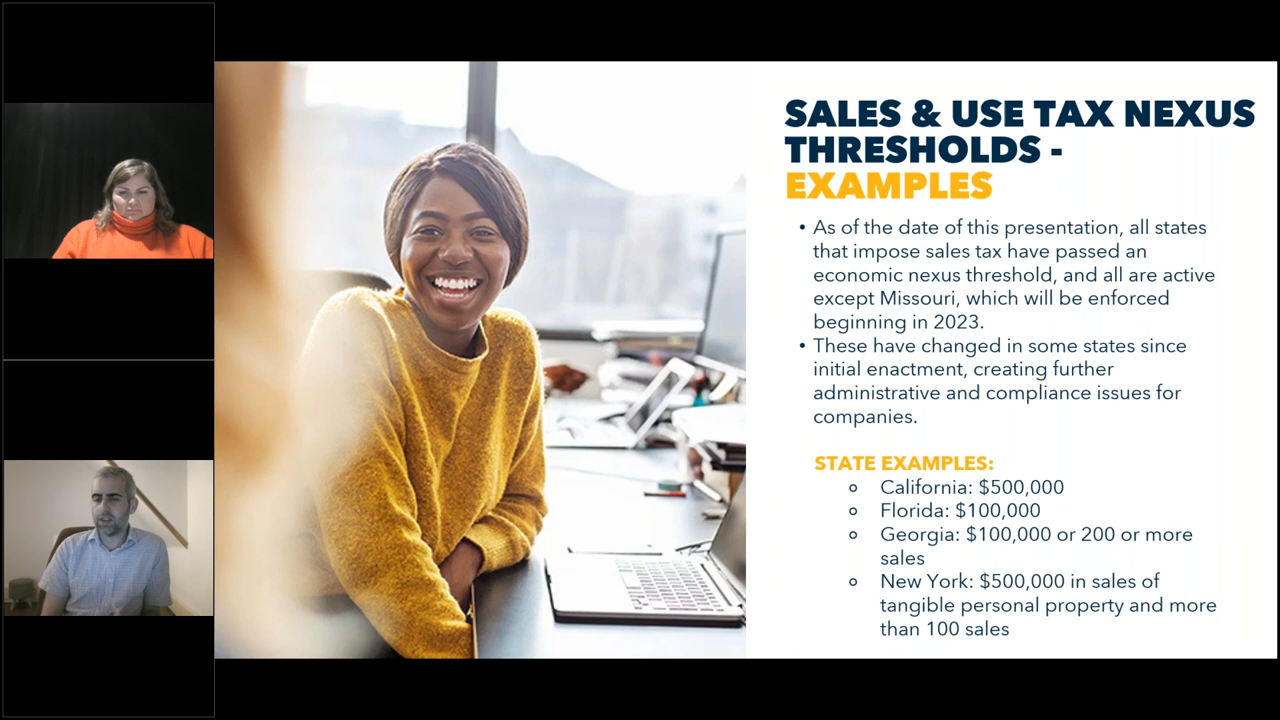 SALES & USE TAX NEXUS
THRESHOLDS -
EXAMPLES
• As of the date of this presentation, all states
that impose sales tax have passed an
economic nexus threshold, and all are active
except Missouri, which will be enforced
beginning in 2023.
• These have changed in some states since
initial enactment, creating further
administrative and compliance issues for
companies.
STATE EXAMPLES:
○ California: $500,000
○ Florida: $100,000
○ Georgia: $100,000 or 200 or more
sales
○ New York: $500,000 in sales of
tangible personal property and more
than 100 sales